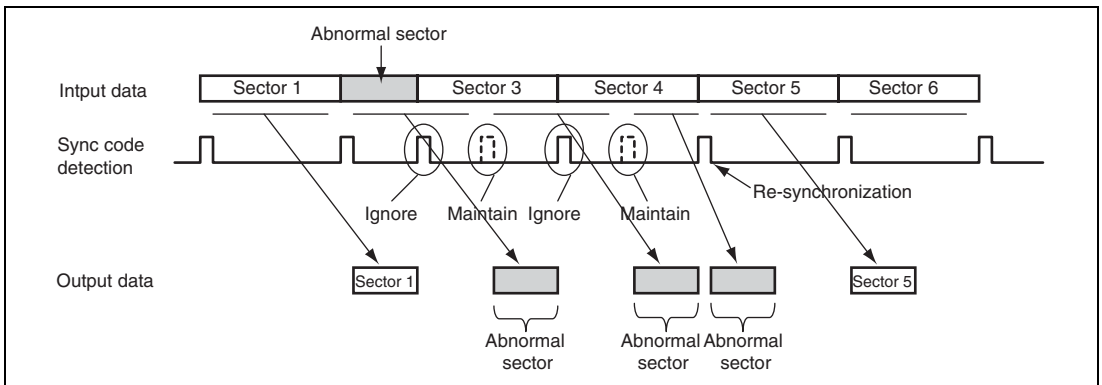 Abnormal sector
Intput data
Sector 1
Sector 3
Sector 4
Sector 5
Sector 6
Sync code
detection
Re-synchronization
Ignore
Maintain
Ignore
Maintain
Output data
Sector 1
Sector 5
Abnormal
sector
Abnormal
sector
Abnormal
sector